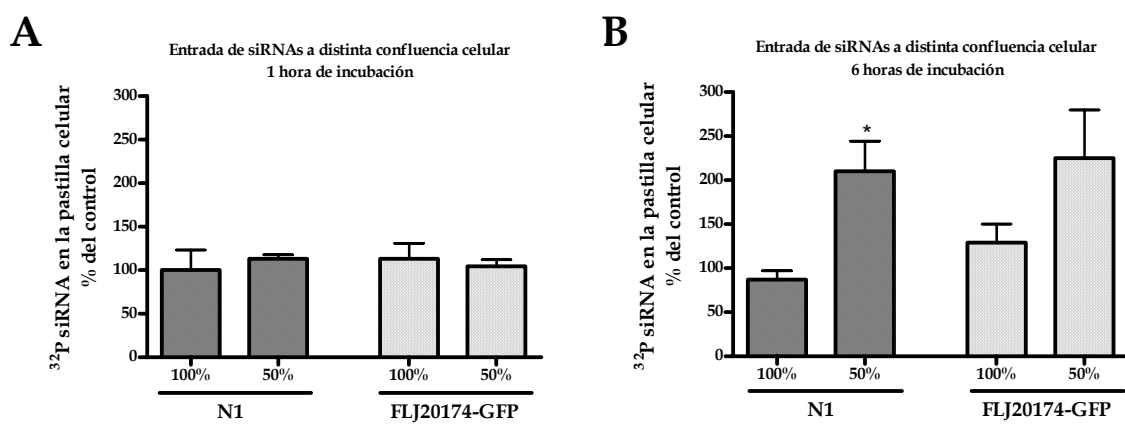 A
Entrada de siRNAs a distinta confluencia celular
1 hora de incubación
³²P siRNA en la pastilla celular
% del control
300
250
200
150
100
50
0
100%
50%
100%
50%
N1
FLJ20174-GFP
B
Entrada de siRNAs a distinta confluencia celular
6 horas de incubación
³²P siRNA en la pastilla celular
% del control
300
250
200
150
100
50
0
*
100%
50%
100%
50%
N1
FLJ20174-GFP